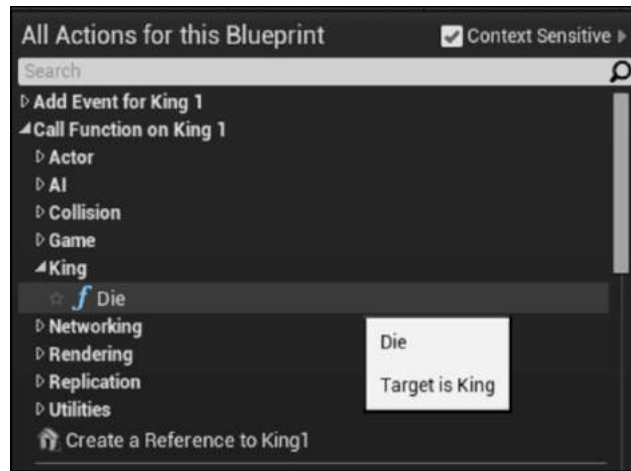 All Actions for this Blueprint Context Sensitive
Search
Add Event for King 1
Call Function on King 1
Actor
AI
Collision
Game
King
f Die
Networking
Rendering
Replication
Utilities
Create a Reference to King1
Die
Target is King